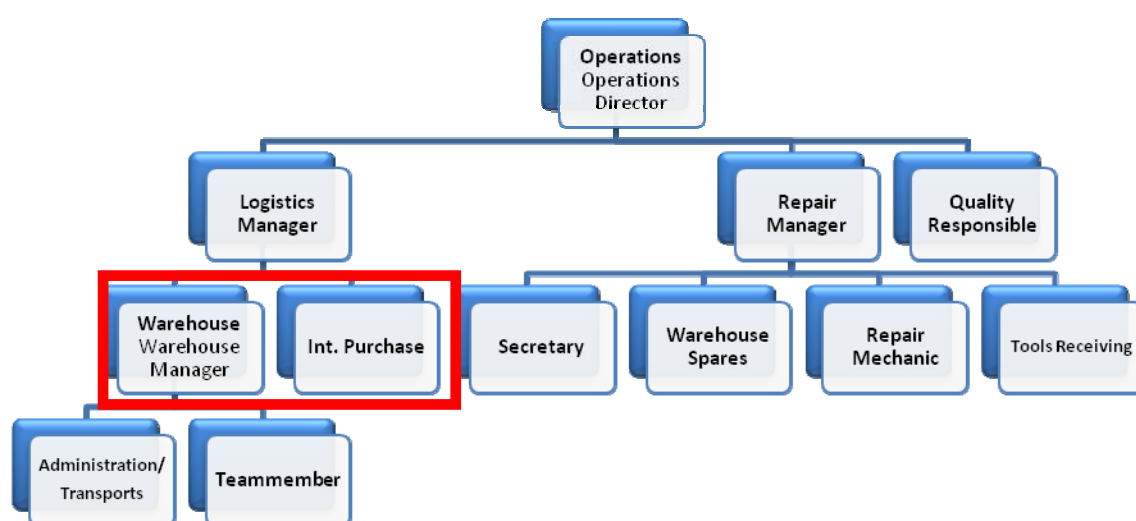 Operations
Operations
Director
Logistics
Manager
Repair
Manager
Quality
Responsible
Warehouse
Warehouse
Manager
Int. Purchase
Secretary
Warehouse
Spares
Repair
Mechanic
Tools Receiving
Administration/
Transports
Teammember